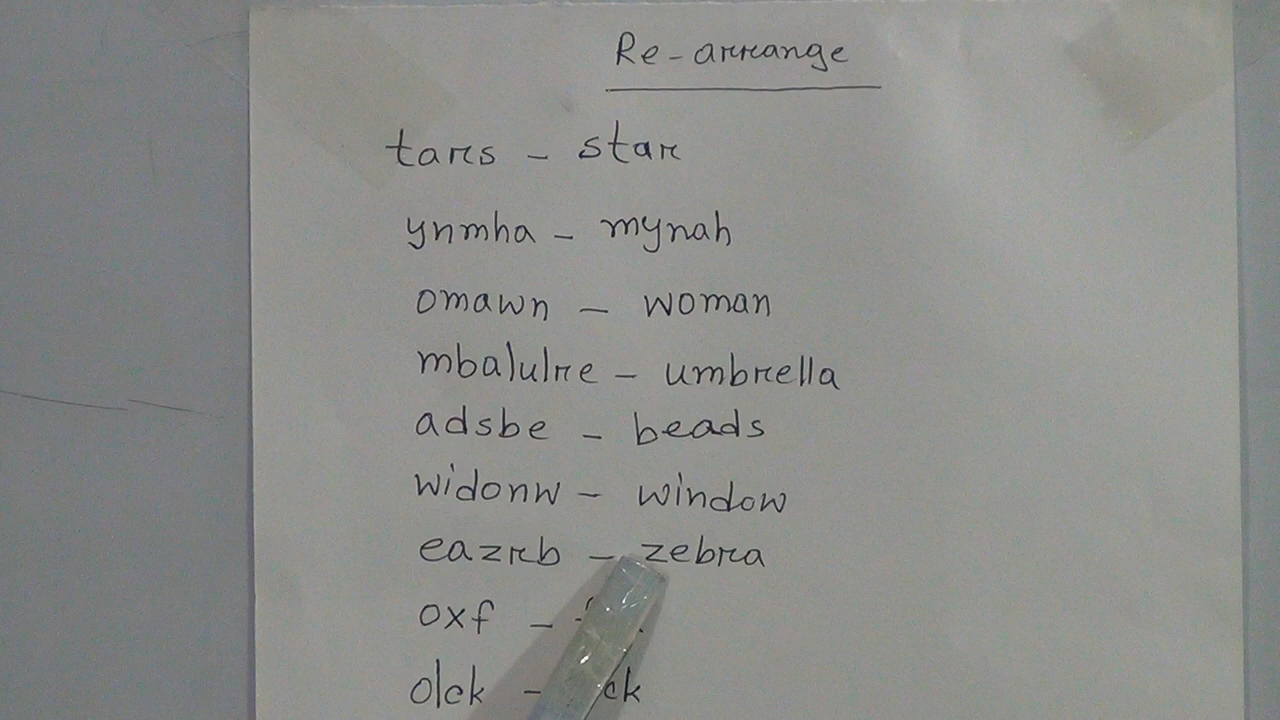 Re-arrange
tars - star
ynmha - mynah
omawn - woman
mbalulre - umbrella
adsbe - beads
widonw - window
eazrb - zebra
oxf -
olck -